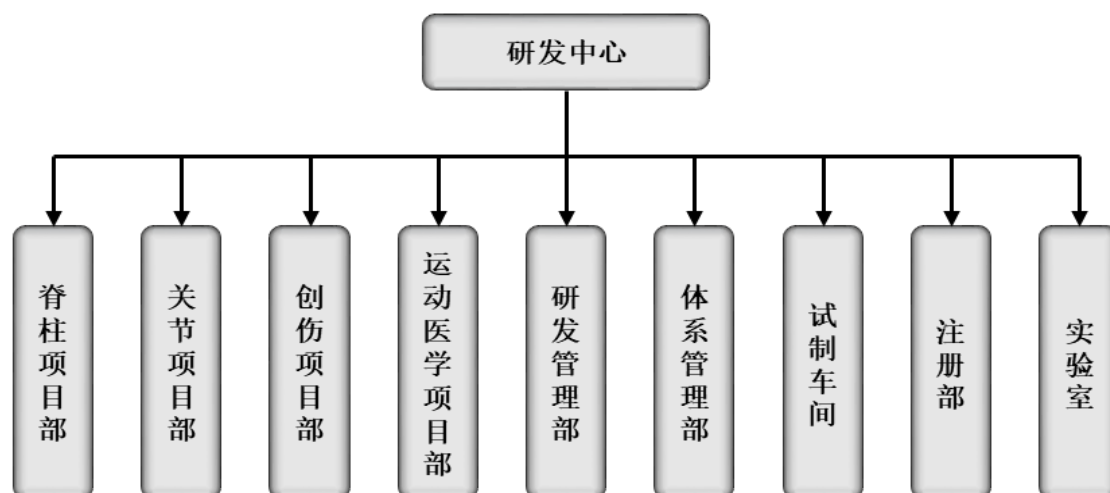 研发中心
脊柱项目部
关节项目部
创伤项目部
运动医学项目部
研发管理部
体系管理部
试制车间
注册部
实验室